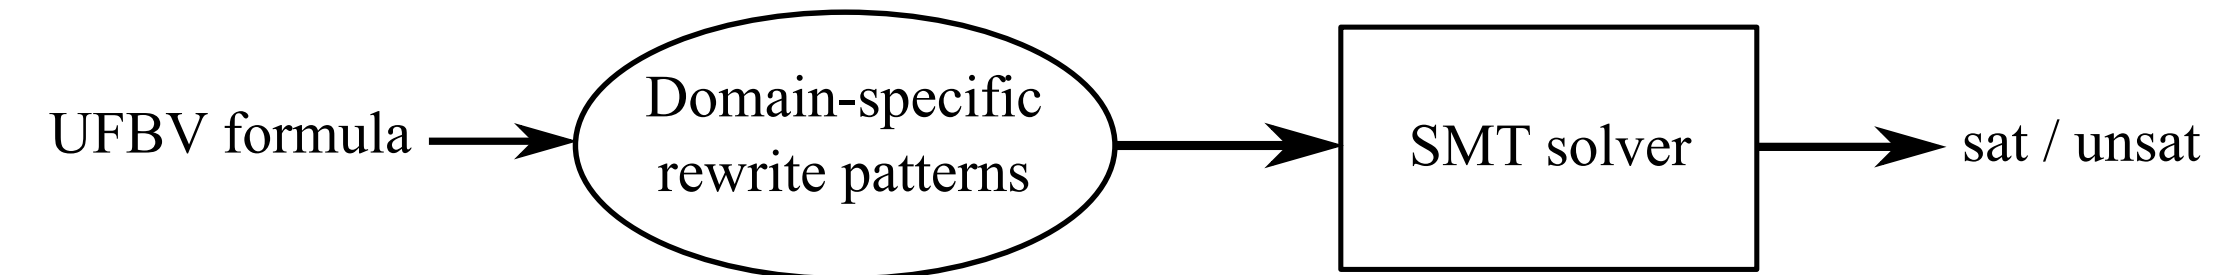 UFBV formula
Domain-specific
rewrite patterns
SMT solver
sat / unsat